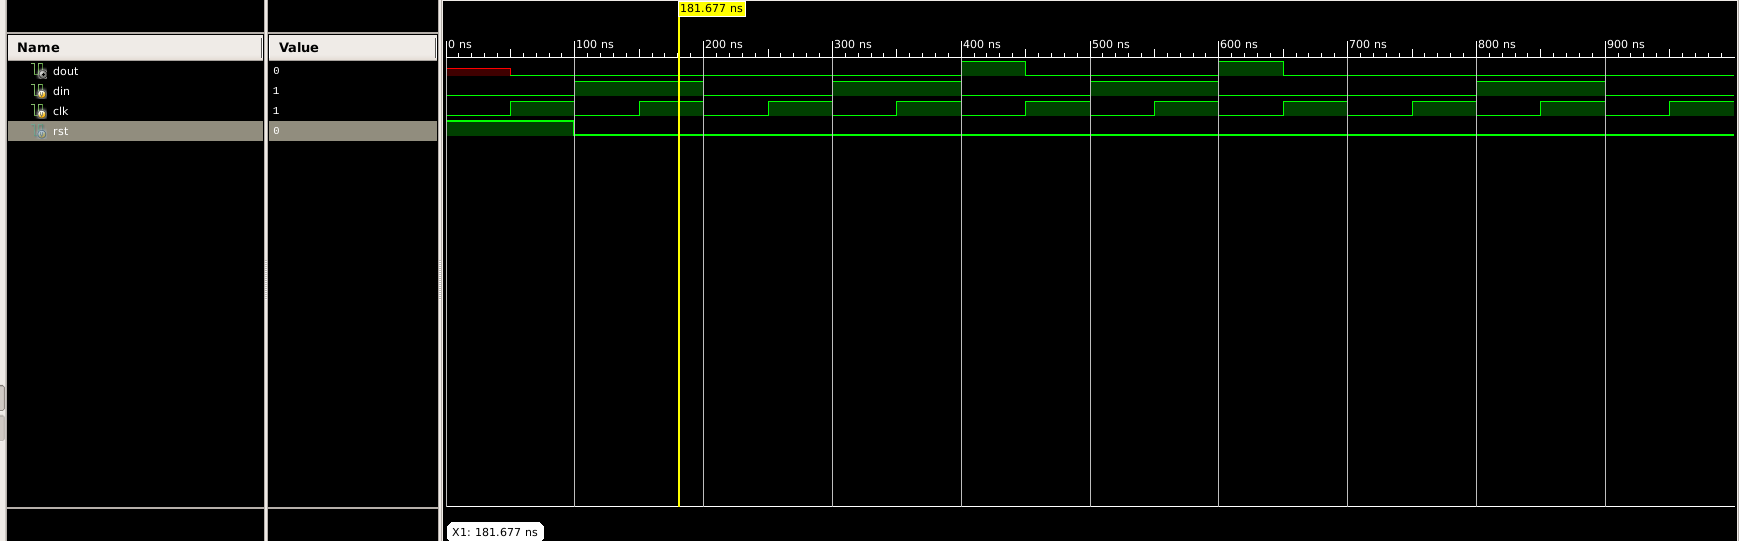 181.677 ns
Name Value 0 ns 100 ns 200 ns 300 ns 400 ns 500 ns 600 ns 700 ns 800 ns 900 ns
dout 0
din 1
clk 1
rst 0
X1: 181.677 ns